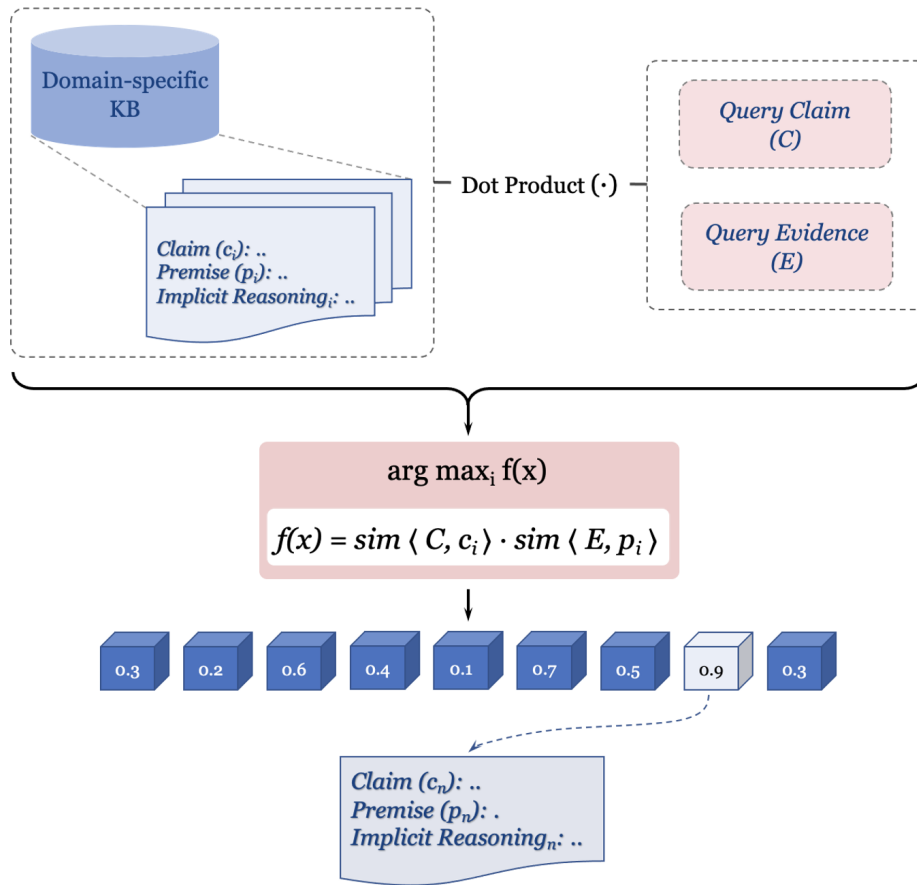 Domain-specific
KB
Claim (cᵢ): ..
Premise (pᵢ): ..
Implicit Reasoningᵢ: ..
Dot Product (·)
Query Claim
(C)
Query Evidence
(E)
arg maxᵢ f(x)
f(x) = sim ⟨ C, cᵢ ⟩ · sim ⟨ E, pᵢ ⟩
0.3 0.2 0.6 0.4 0.1 0.7 0.5 0.9 0.3
Claim (cₙ): ..
Premise (pₙ): .
Implicit Reasoningₙ: ..